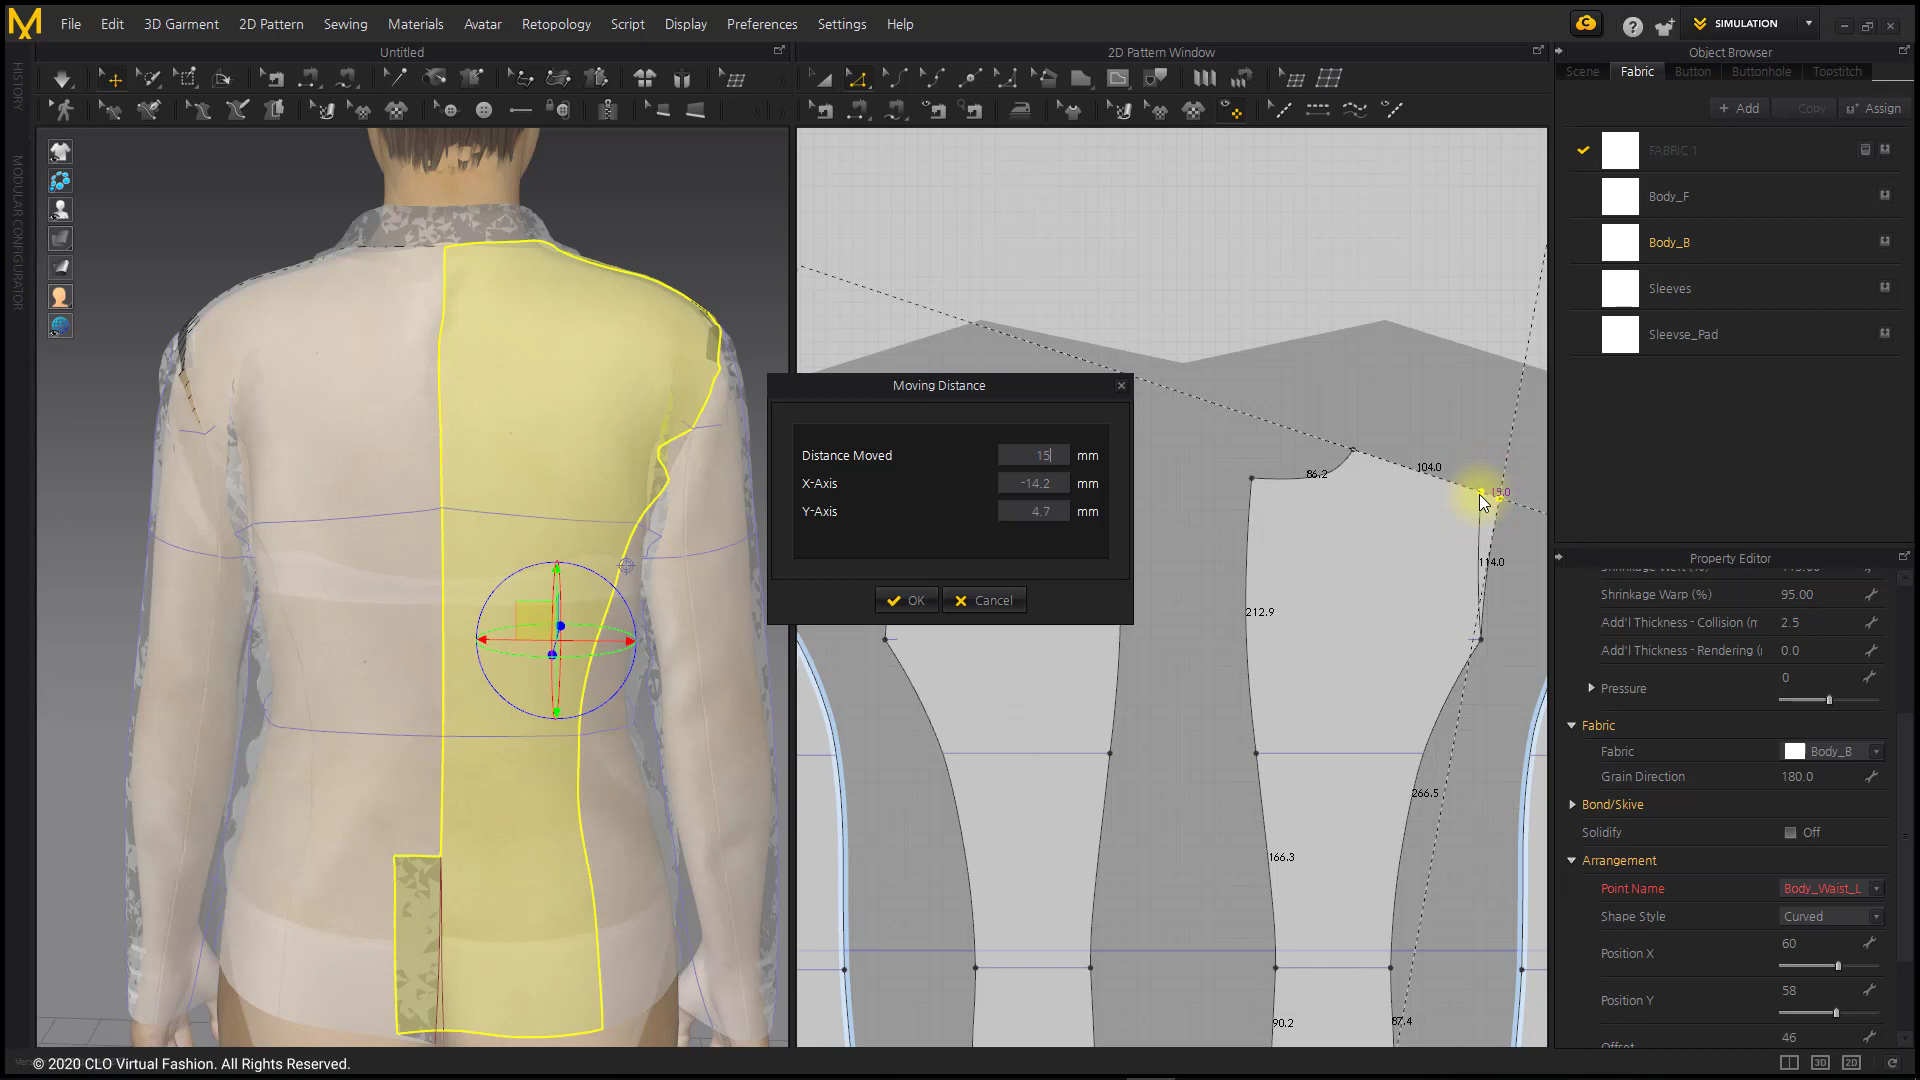 File Edit 3D Garment 2D Pattern Sewing Materials Avatar Retopology Script Display Preferences Settings Help
SIMULATION
Untitled
2D Pattern Window
Object Browser
HISTORY
MODULAR CONFIGURATOR
Scene Fabric Button Buttonhole Topstitch
+ Add Copy Assign
FABRIC 1
Body_F
Body_B
Sleeves
Sleevse_Pad
Moving Distance
Distance Moved 15 mm
X-Axis -14.2 mm
Y-Axis 4.7 mm
OK Cancel
86.2
104.0
19.0
114.0
212.9
266.5
166.3
90.2
87.4
Property Editor
Shrinkage Warp (%) 95.00
Add'l Thickness - Collision (m 2.5
Add'l Thickness - Rendering (i 0.0
Pressure 0
Fabric
Fabric Body_B
Grain Direction 180.0
Bond/Skive
Solidify Off
Arrangement
Point Name Body_Waist_L
Shape Style Curved
Position X 60
Position Y 58
Offset 46
© 2020 CLO Virtual Fashion. All Rights Reserved.
3D 2D